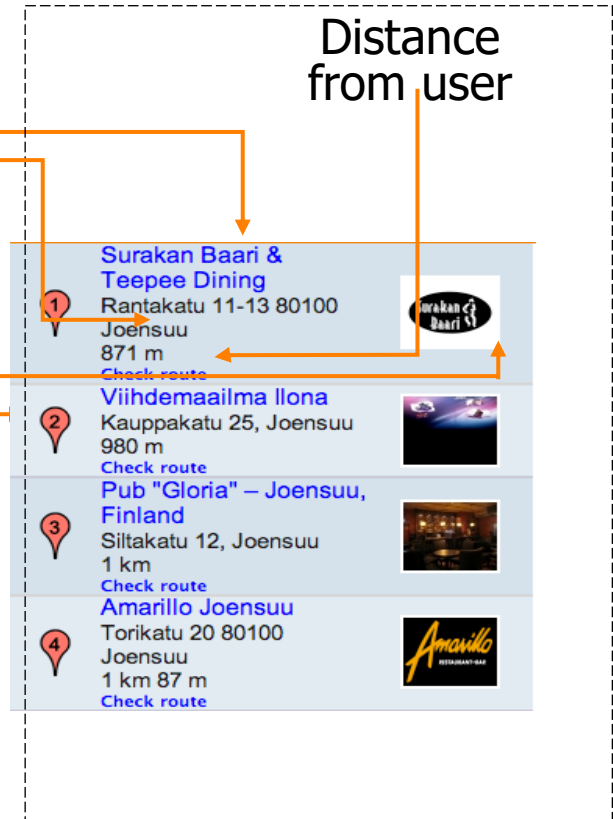 Distance
from user
Surakan Baari &
Teepee Dining
1
Rantakatu 11-13 80100
Joensuu
871 m
Check route
Surakan
Baari
Viihdemaailma Ilona
2
Kauppakatu 25, Joensuu
980 m
Check route
Pub "Gloria" – Joensuu,
Finland
3
Siltakatu 12, Joensuu
1 km
Check route
Amarillo Joensuu
4
Torikatu 20 80100
Joensuu
1 km 87 m
Check route
Amarillo
RESTAURANT-BAR